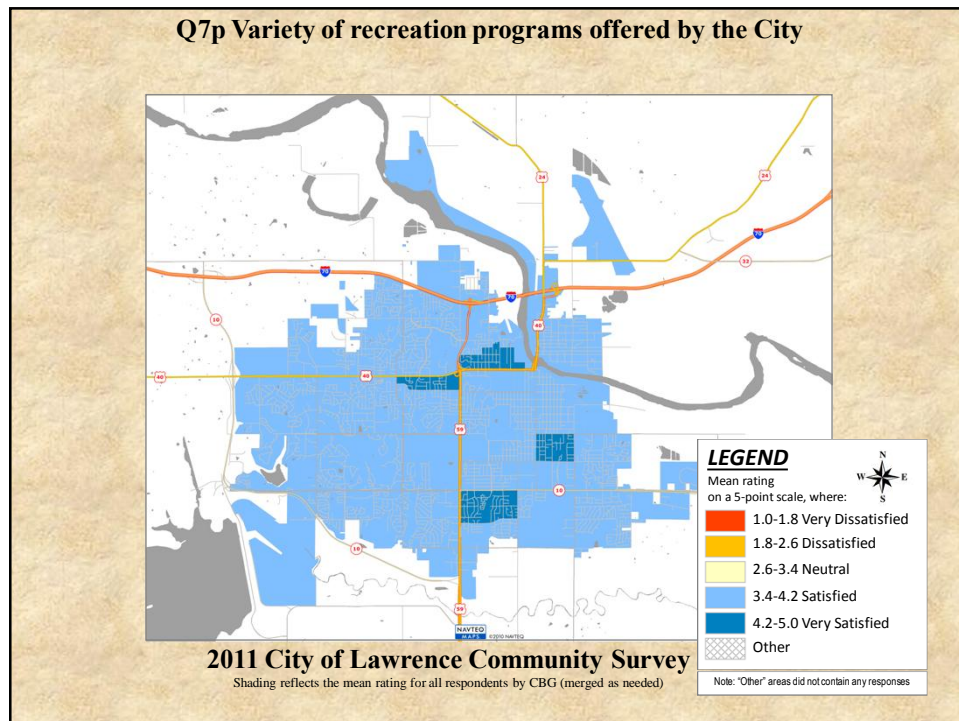 Q7p Variety of recreation programs offered by the City
24
24
70
32
70
70
10
40
40
40
59
10
10
59
NAVTEQ
MAPS
©2010 NAVTEQ
LEGEND
N
W E
S
Mean rating
on a 5-point scale, where:
1.0-1.8 Very Dissatisfied
1.8-2.6 Dissatisfied
2.6-3.4 Neutral
3.4-4.2 Satisfied
4.2-5.0 Very Satisfied
Other
Note: “Other” areas did not contain any responses
2011 City of Lawrence Community Survey
Shading reflects the mean rating for all respondents by CBG (merged as needed)